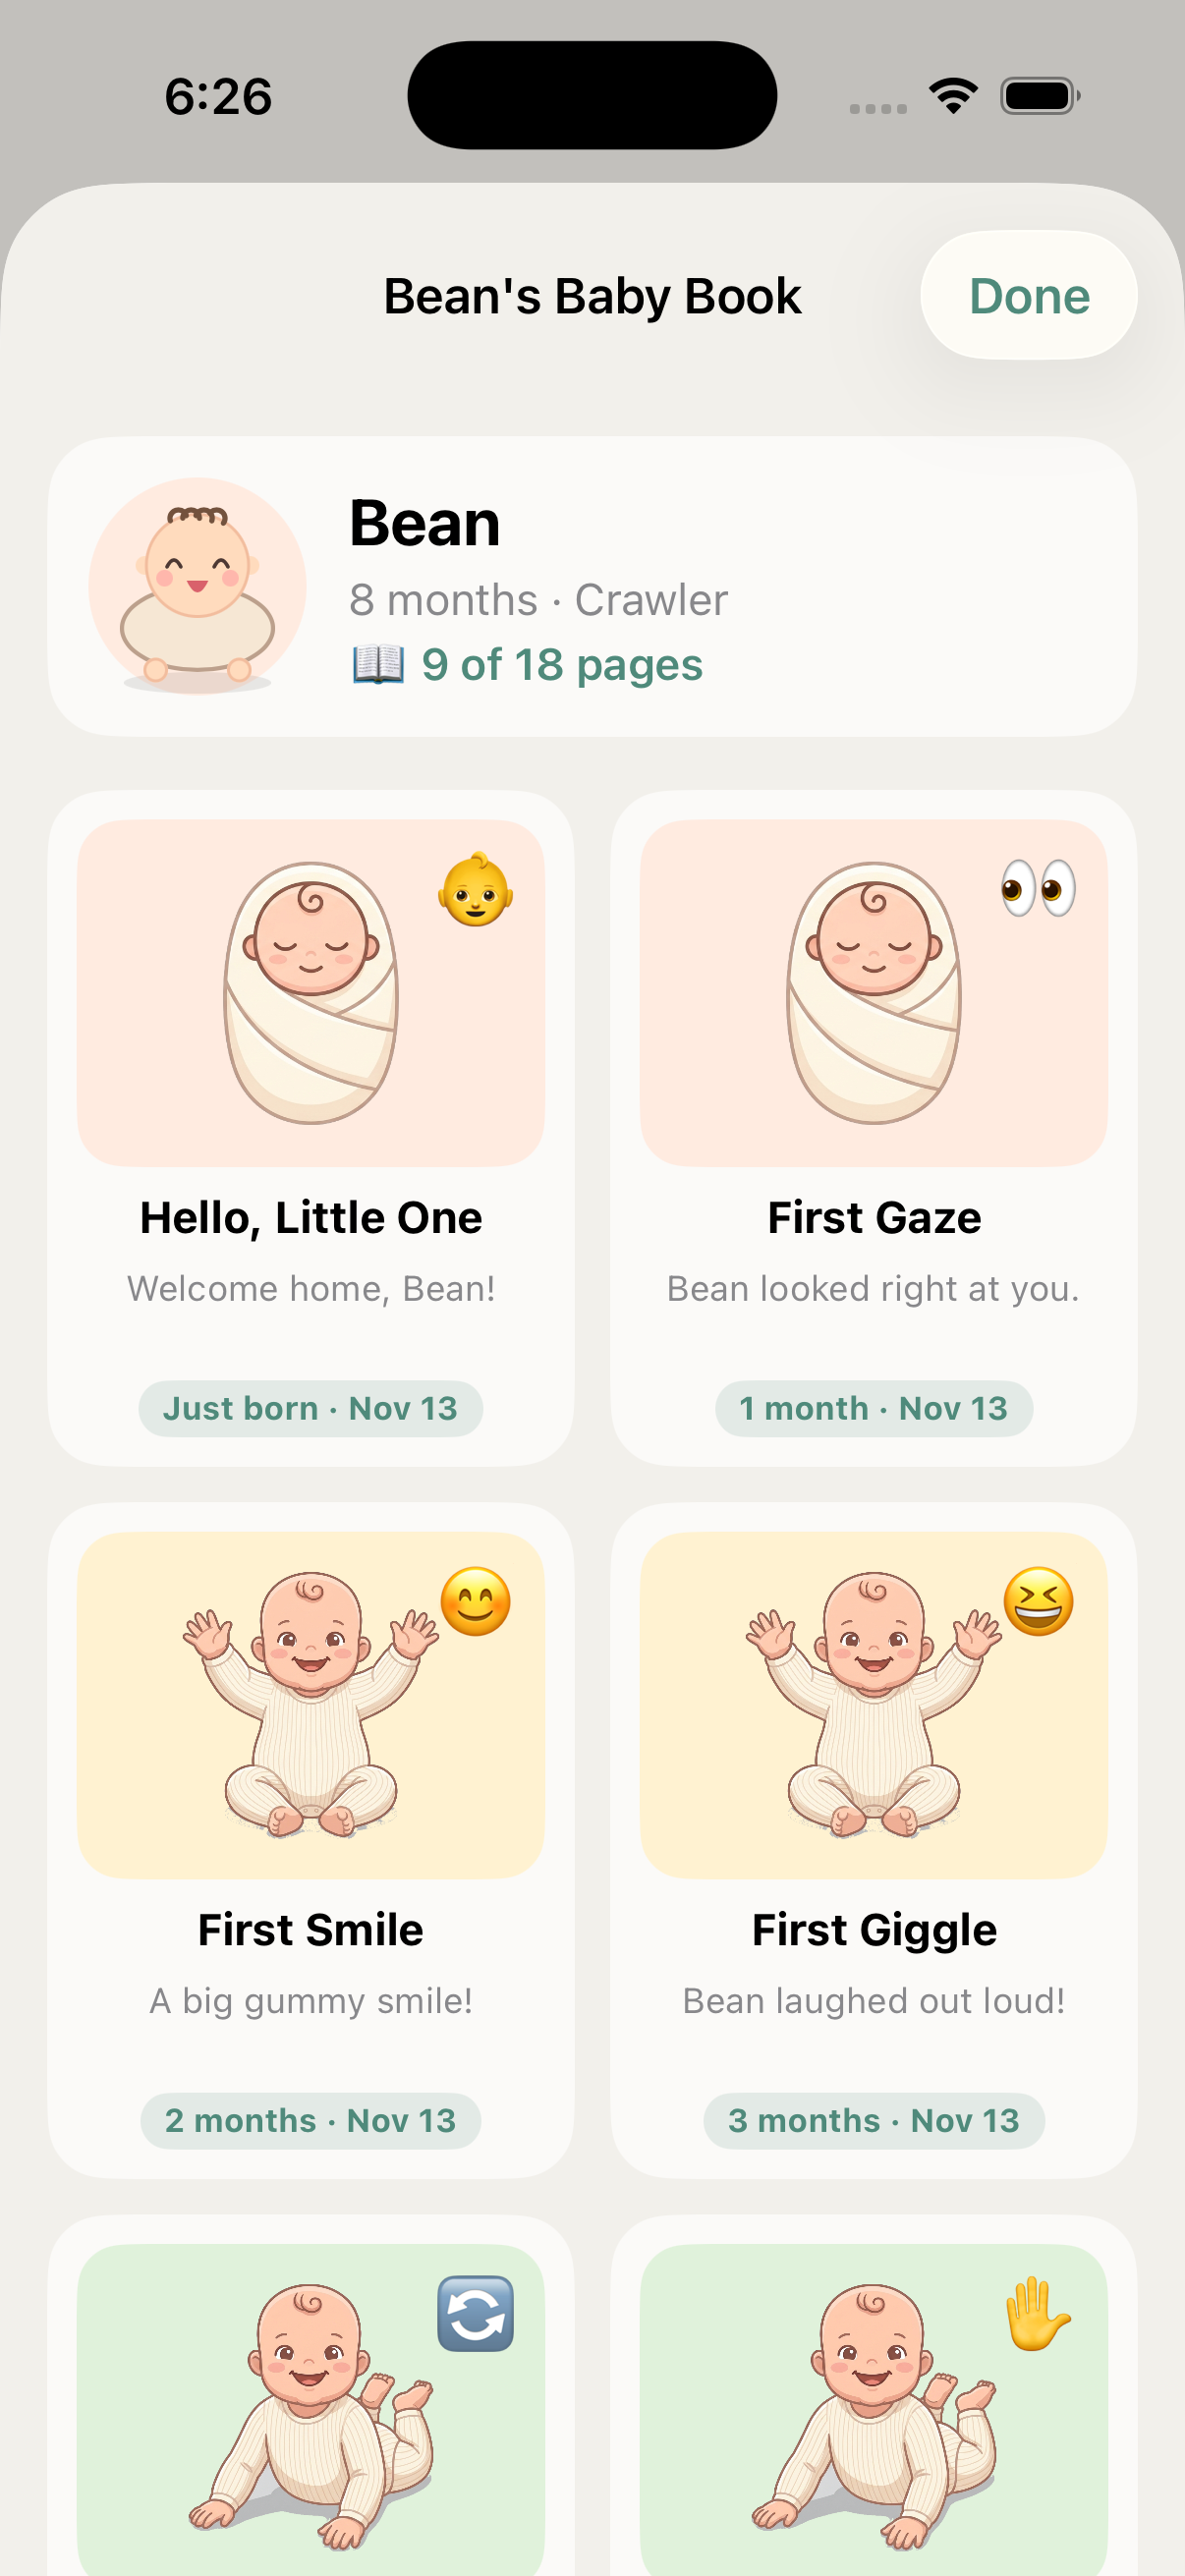 6:26
Bean's Baby Book
Done
Bean
8 months · Crawler
📖 9 of 18 pages
Hello, Little One
Welcome home, Bean!
Just born · Nov 13
First Gaze
Bean looked right at you.
1 month · Nov 13
First Smile
A big gummy smile!
2 months · Nov 13
First Giggle
Bean laughed out loud!
3 months · Nov 13